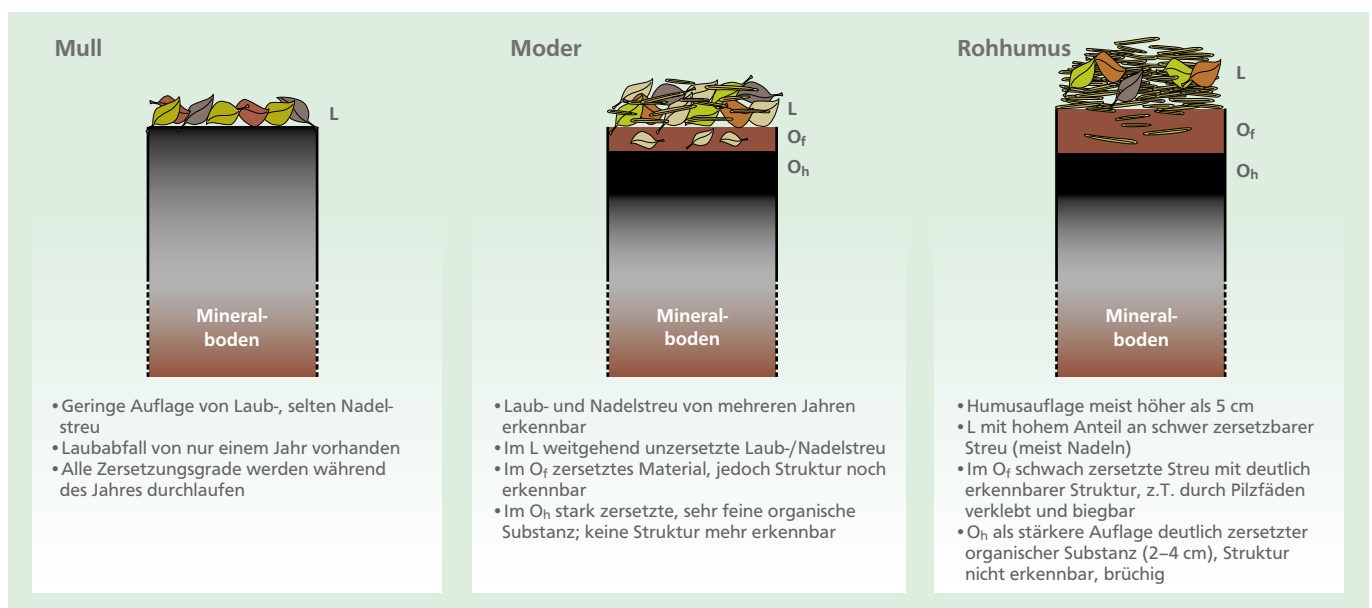 Mull
L
Mineral-
boden
• Geringe Auflage von Laub-, selten Nadel-
streu
• Laubabfall von nur einem Jahr vorhanden
• Alle Zersetzungsgrade werden während
des Jahres durchlaufen
Moder
L
Of
Oh
Mineral-
boden
• Laub- und Nadelstreu von mehreren Jahren
erkennbar
• Im L weitgehend unzersetzte Laub-/Nadelstreu
• Im Of zersetztes Material, jedoch Struktur noch
erkennbar
• Im Oh stark zersetzte, sehr feine organische
Substanz; keine Struktur mehr erkennbar
Rohhumus
L
Of
Oh
Mineral-
boden
• Humusauflage meist höher als 5 cm
• L mit hohem Anteil an schwer zersetzbarer
Streu (meist Nadeln)
• Im Of schwach zersetzte Streu mit deutlich
erkennbarer Struktur, z.T. durch Pilzfäden
verklebt und biegbar
• Oh als stärkere Auflage deutlich zersetzter
organischer Substanz (2–4 cm), Struktur
nicht erkennbar, brüchig